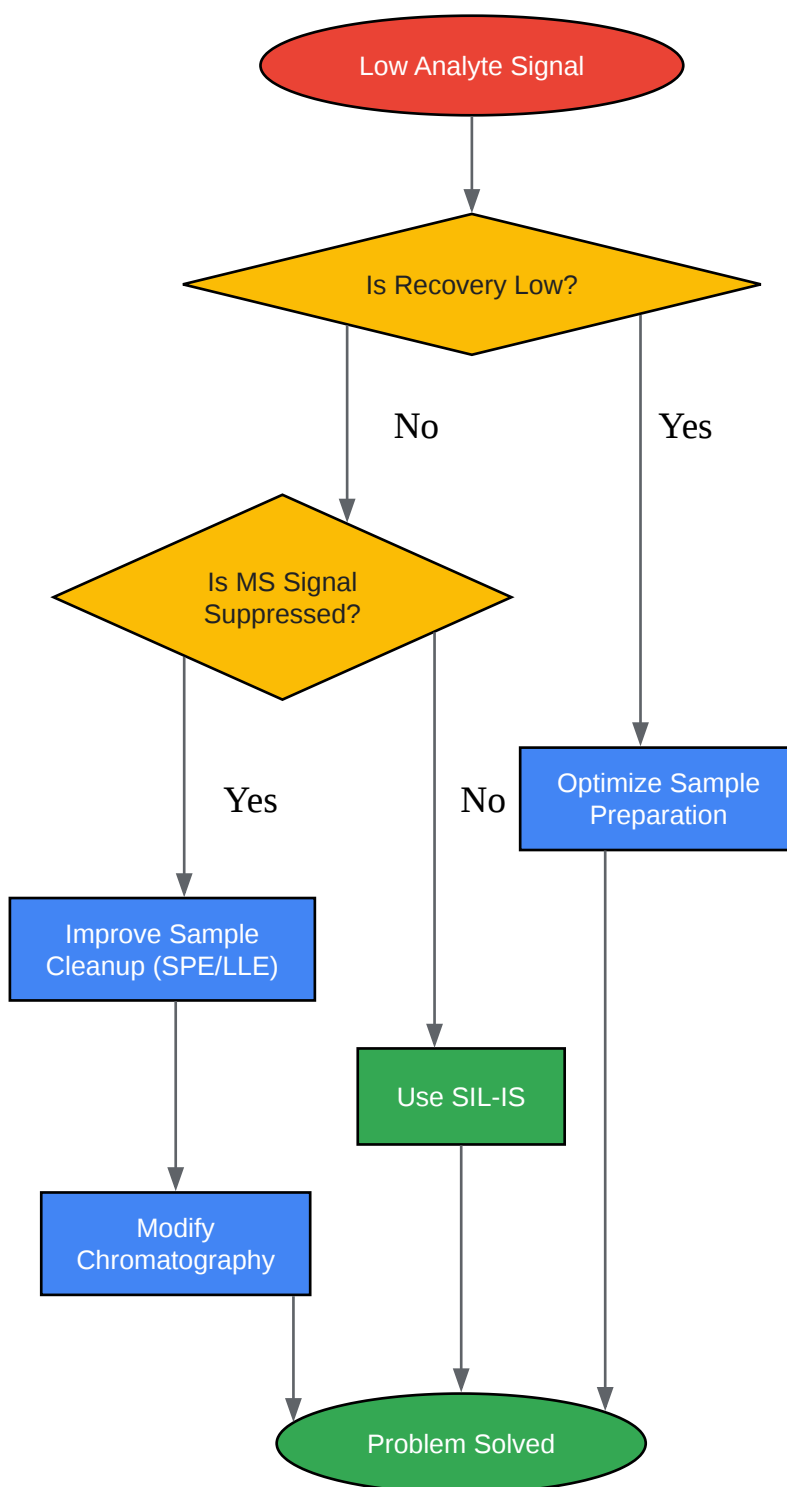 Low Analyte Signal
Is Recovery Low?
No
Yes
Is MS Signal
Suppressed?
Optimize Sample
Preparation
Yes
No
Improve Sample
Cleanup (SPE/LLE)
Use SIL-IS
Modify
Chromatography
Problem Solved